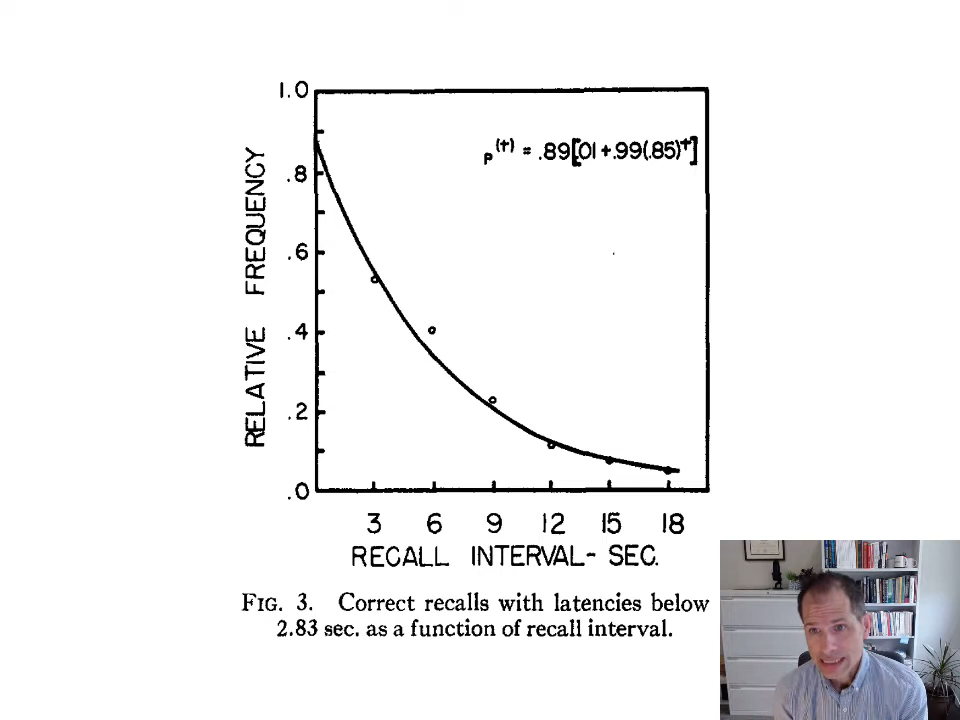 1.0
p(t) = .89[.01 + .99(.85)t]
.8
.6
.4
.2
.0
RELATIVE FREQUENCY
3 6 9 12 15 18
RECALL INTERVAL- SEC.
FIG. 3. Correct recalls with latencies below
2.83 sec. as a function of recall interval.